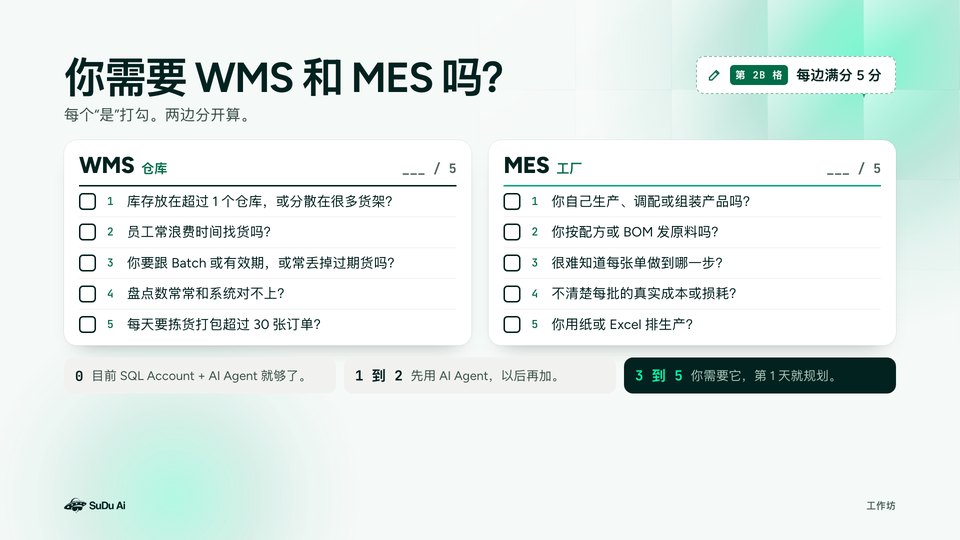 你需要 WMS 和 MES 吗?
每个“是”打勾。两边分开算。
第 2B 格 每边满分 5 分
WMS 仓库 ___ / 5
1 库存放在超过 1 个仓库，或分散在很多货架?
2 员工常浪费时间找货吗?
3 你要跟 Batch 或有效期，或常丢掉过期货吗?
4 盘点数常常和系统对不上?
5 每天要拣货打包超过 30 张订单?
MES 工厂 ___ / 5
1 你自己生产、调配或组装产品吗?
2 你按配方或 BOM 发原料吗?
3 很难知道每张单做到哪一步?
4 不清楚每批的真实成本或损耗?
5 你用纸或 Excel 排生产?
0 目前 SQL Account + AI Agent 就够了。
1 到 2 先用 AI Agent，以后再加。
3 到 5 你需要它，第 1 天就规划。
SuDu Ai
工作坊